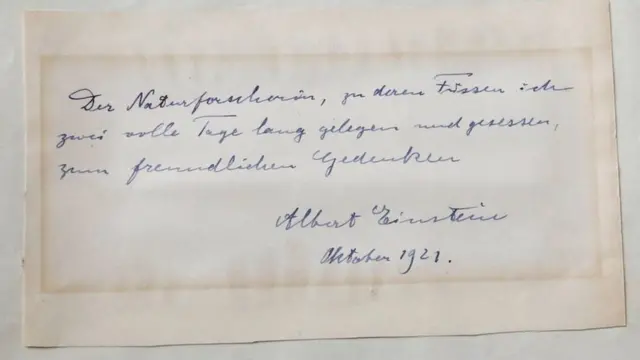 Der Naturforscherin, zu deren Füssen ich
zwei volle Tage lang gelegen und gesessen,
zum freundlichen Gedenken
Albert Einstein
Oktober 1921.